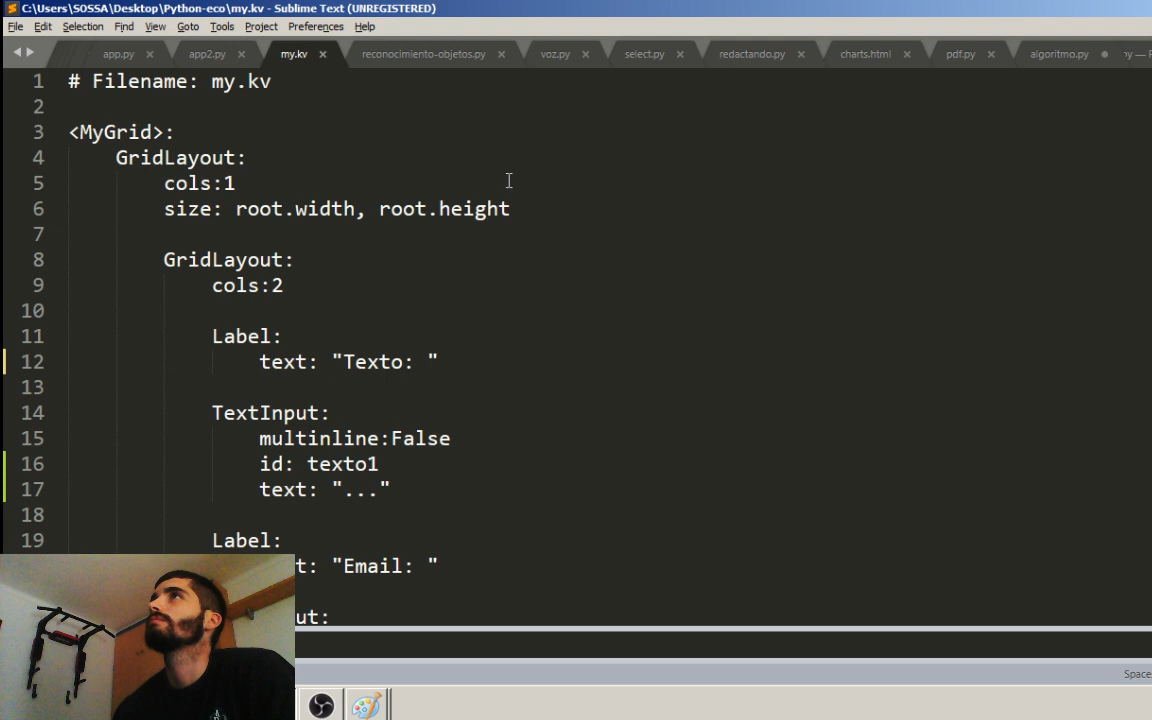 C:\Users\SOSSA\Desktop\Python-eco\my.kv - Sublime Text (UNREGISTERED)
File Edit Selection Find View Goto Tools Project Preferences Help
app.py app2.py my.kv reconocimiento-objetos.py voz.py select.py redactando.py charts.html pdf.py algoritmo.py
1 # Filename: my.kv
2
3 <MyGrid>:
4 GridLayout:
5 cols:1
6 size: root.width, root.height
7
8 GridLayout:
9 cols:2
10
11 Label:
12 text: "Texto: "
13
14 TextInput:
15 multinline:False
16 id: texto1
17 text: "..."
18
19 Label:
t: "Email: "
ut:
Space